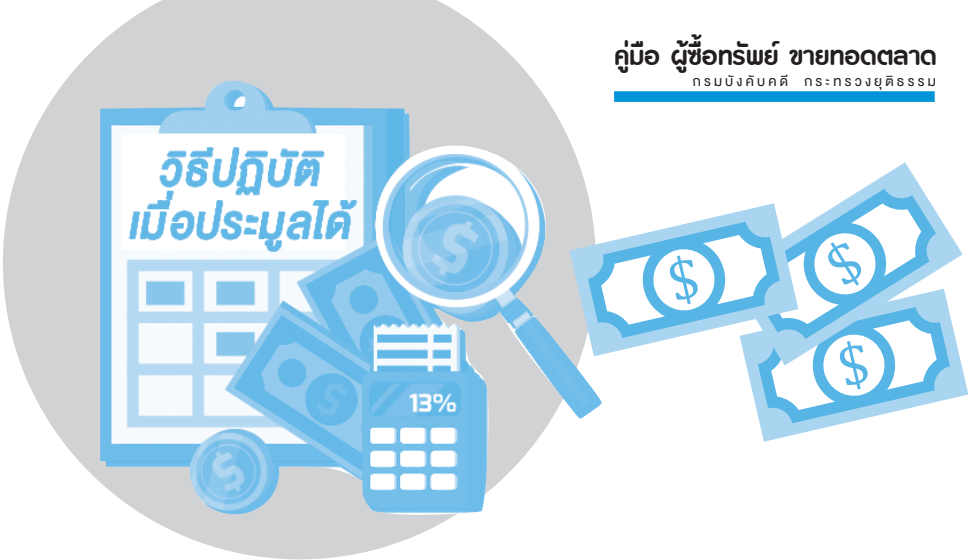 คู่มือ ผู้ซื้อทรัพย์ ขายทอดตลาด
กรมบังคับคดี กระทรวงยุติธรรม
วิธีปฏิบัติ
เมื่อประมูลได้
$
$
$
$
13%
$
$